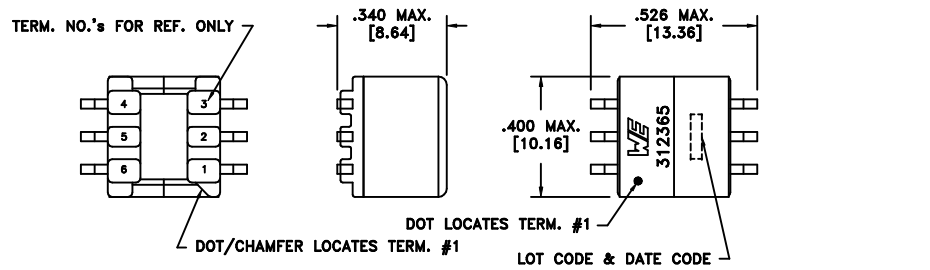 TERM. NO.'s FOR REF. ONLY
.340 MAX.
[8.64]
.526 MAX.
[13.36]
4
3
5
2
6
1
.400 MAX.
[10.16]
WE
312365
DOT LOCATES TERM. #1
DOT/CHAMFER LOCATES TERM. #1
LOT CODE & DATE CODE